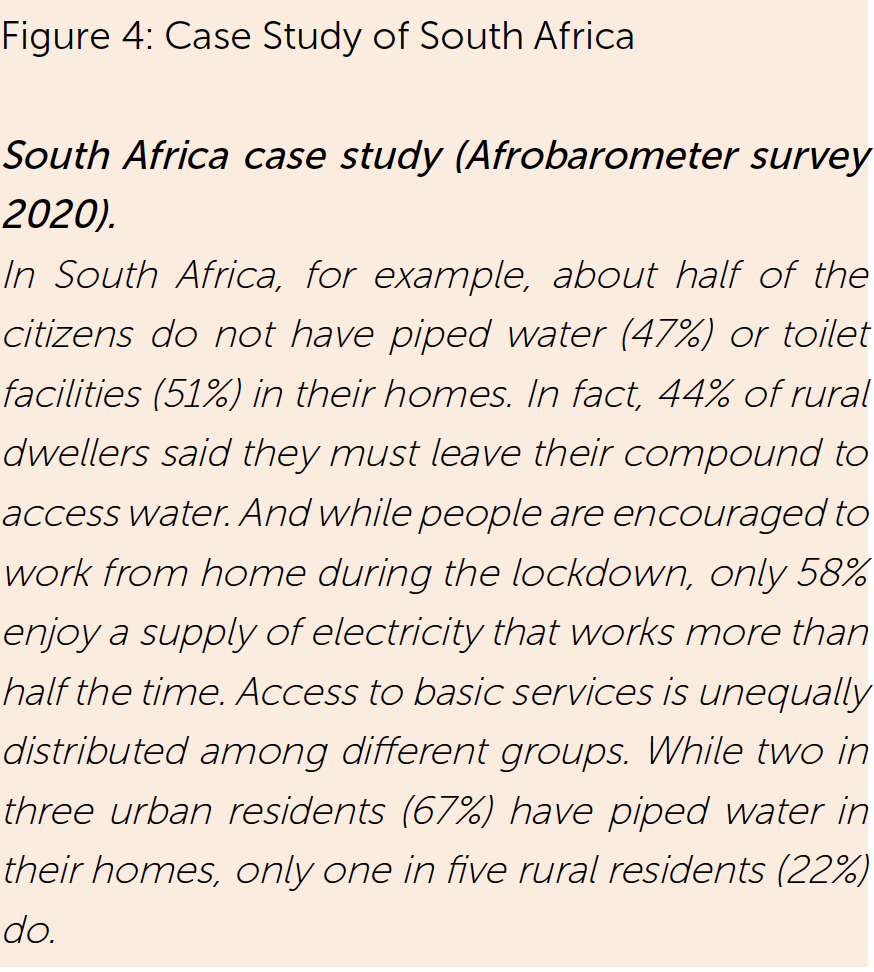 Figure 4: Case Study of South Africa
South Africa case study (Afrobarometer survey
2020).
In South Africa, for example, about half of the
citizens do not have piped water (47%) or toilet
facilities (51%) in their homes. In fact, 44% of rural
dwellers said they must leave their compound to
access water. And while people are encouraged to
work from home during the lockdown, only 58%
enjoy a supply of electricity that works more than
half the time. Access to basic services is unequally
distributed among different groups. While two in
three urban residents (67%) have piped water in
their homes, only one in five rural residents (22%)
do.